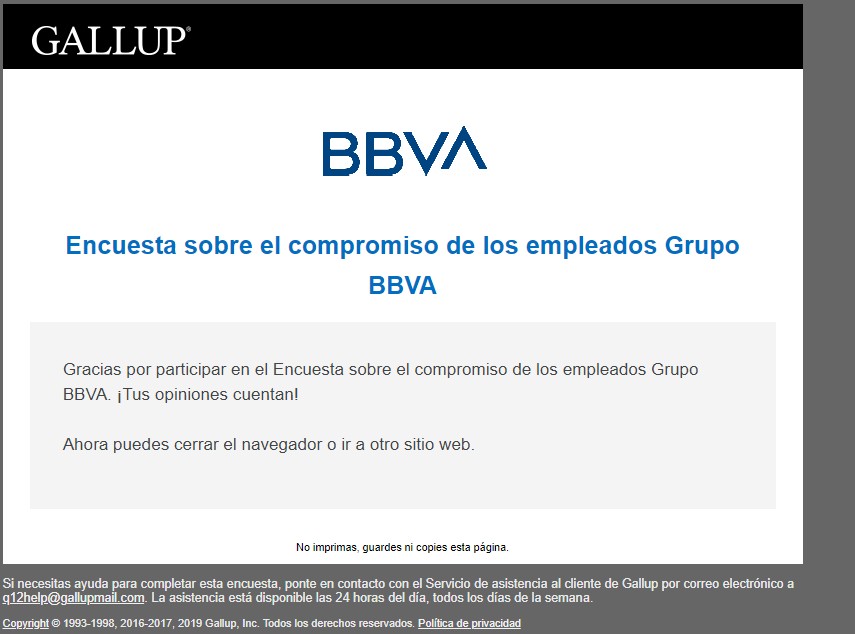 GALLUP®
BBVA
Encuesta sobre el compromiso de los empleados Grupo
BBVA
Gracias por participar en el Encuesta sobre el compromiso de los empleados Grupo
BBVA. ¡Tus opiniones cuentan!
Ahora puedes cerrar el navegador o ir a otro sitio web.
No imprimas, guardes ni copies esta página.
Si necesitas ayuda para completar esta encuesta, ponte en contacto con el Servicio de asistencia al cliente de Gallup por correo electrónico a
q12help@gallupmail.com. La asistencia está disponible las 24 horas del día, todos los días de la semana.
Copyright © 1993-1998, 2016-2017, 2019 Gallup, Inc. Todos los derechos reservados. Política de privacidad